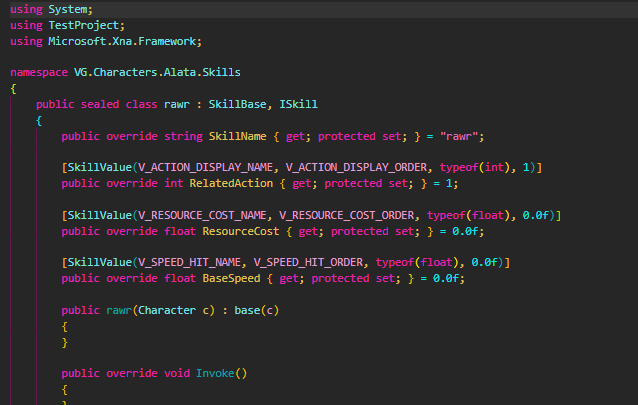 using System;
using TestProject;
using Microsoft.Xna.Framework;
namespace VG.Characters.Alata.Skills
{
public sealed class rawr : SkillBase, ISkill
{
public override string SkillName { get; protected set; } = "rawr";
[SkillValue(V_ACTION_DISPLAY_NAME, V_ACTION_DISPLAY_ORDER, typeof(int), 1)]
public override int RelatedAction { get; protected set; } = 1;
[SkillValue(V_RESOURCE_COST_NAME, V_RESOURCE_COST_ORDER, typeof(float), 0.0f)]
public override float ResourceCost { get; protected set; } = 0.0f;
[SkillValue(V_SPEED_HIT_NAME, V_SPEED_HIT_ORDER, typeof(float), 0.0f)]
public override float BaseSpeed { get; protected set; } = 0.0f;
public rawr(Character c) : base(c)
{
}
public override void Invoke()
{
}